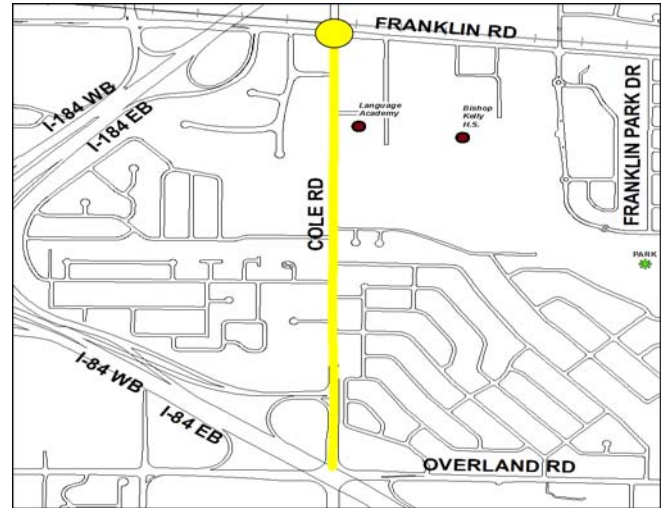 FRANKLIN RD
I-184 WB
I-184 EB
Language
Academy
Bishop
Kelly
H.S.
FRANKLIN PARK DR
COLE RD
PARK
I-84 WB
I-84 EB
OVERLAND RD